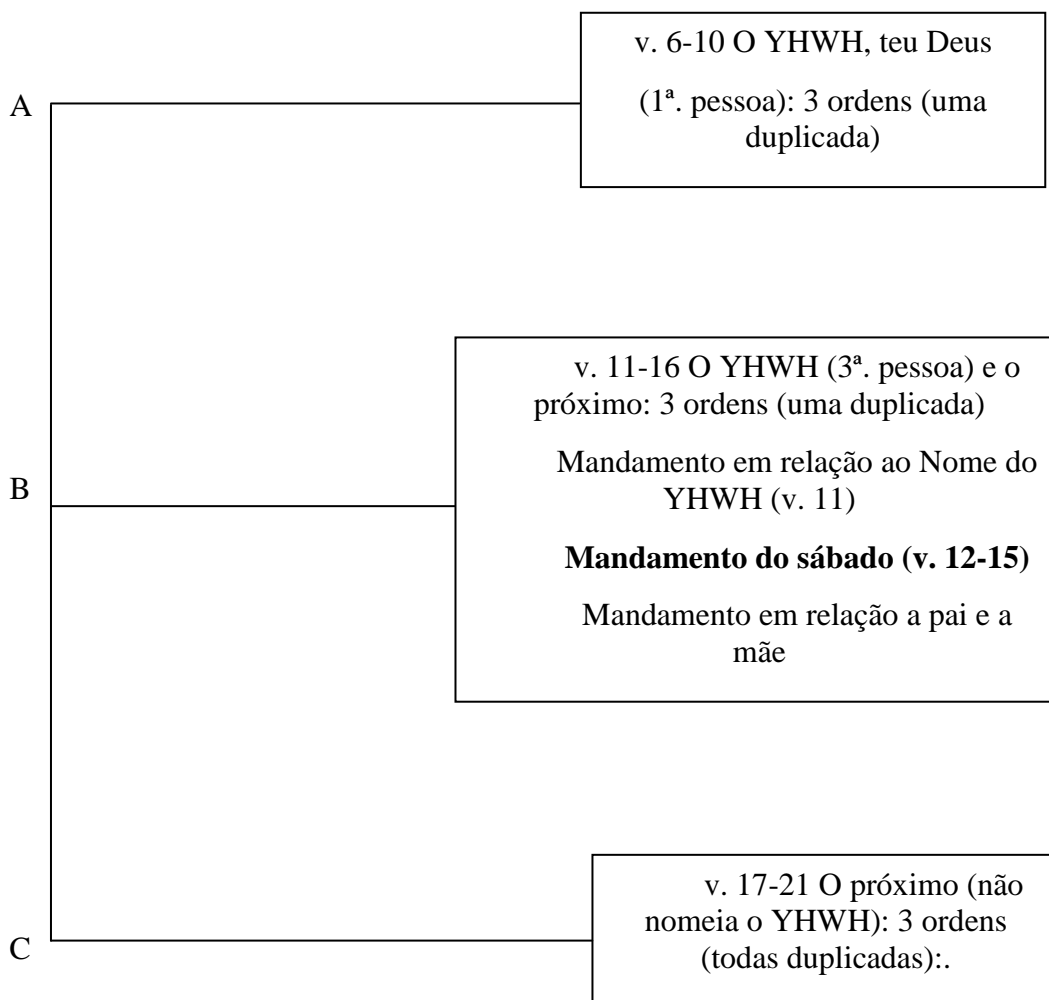 A
v. 6-10 O YHWH, teu Deus
(1ª. pessoa): 3 ordens (uma
duplicada)
B
v. 11-16 O YHWH (3ª. pessoa) e o
próximo: 3 ordens (uma duplicada)
Mandamento em relação ao Nome do
YHWH (v. 11)
Mandamento do sábado (v. 12-15)
Mandamento em relação a pai e a
mãe
C
v. 17-21 O próximo (não
nomeia o YHWH): 3 ordens
(todas duplicadas):.